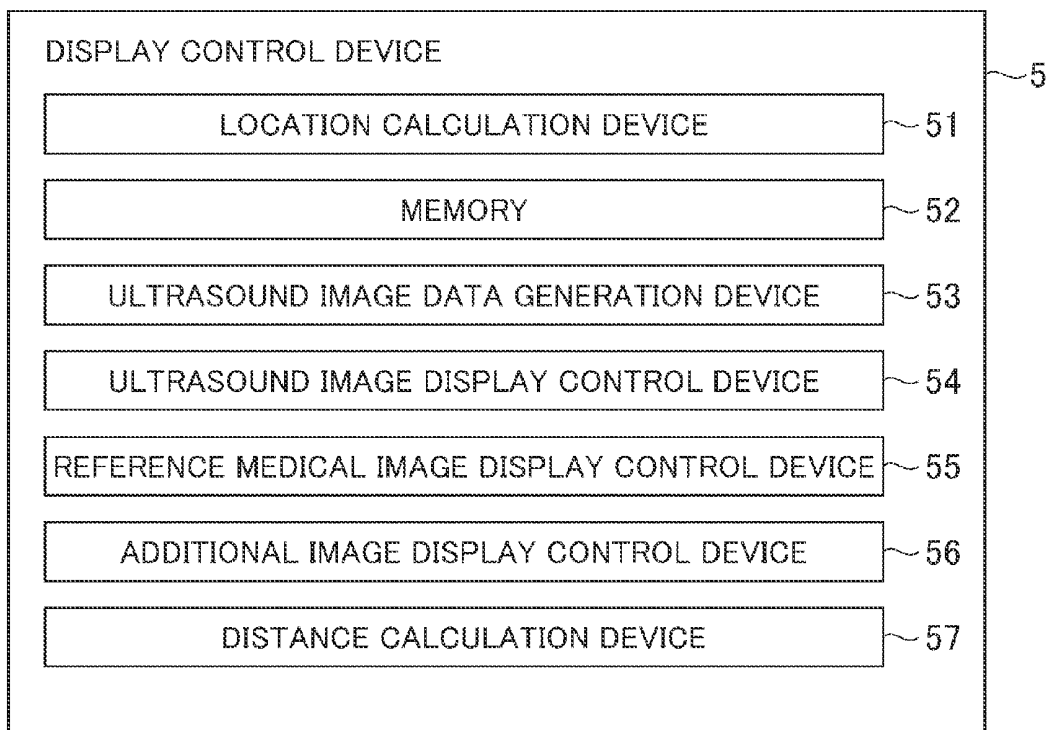 DISPLAY CONTROL DEVICE
5
LOCATION CALCULATION DEVICE 51
MEMORY 52
ULTRASOUND IMAGE DATA GENERATION DEVICE 53
ULTRASOUND IMAGE DISPLAY CONTROL DEVICE 54
REFERENCE MEDICAL IMAGE DISPLAY CONTROL DEVICE 55
ADDITIONAL IMAGE DISPLAY CONTROL DEVICE 56
DISTANCE CALCULATION DEVICE 57